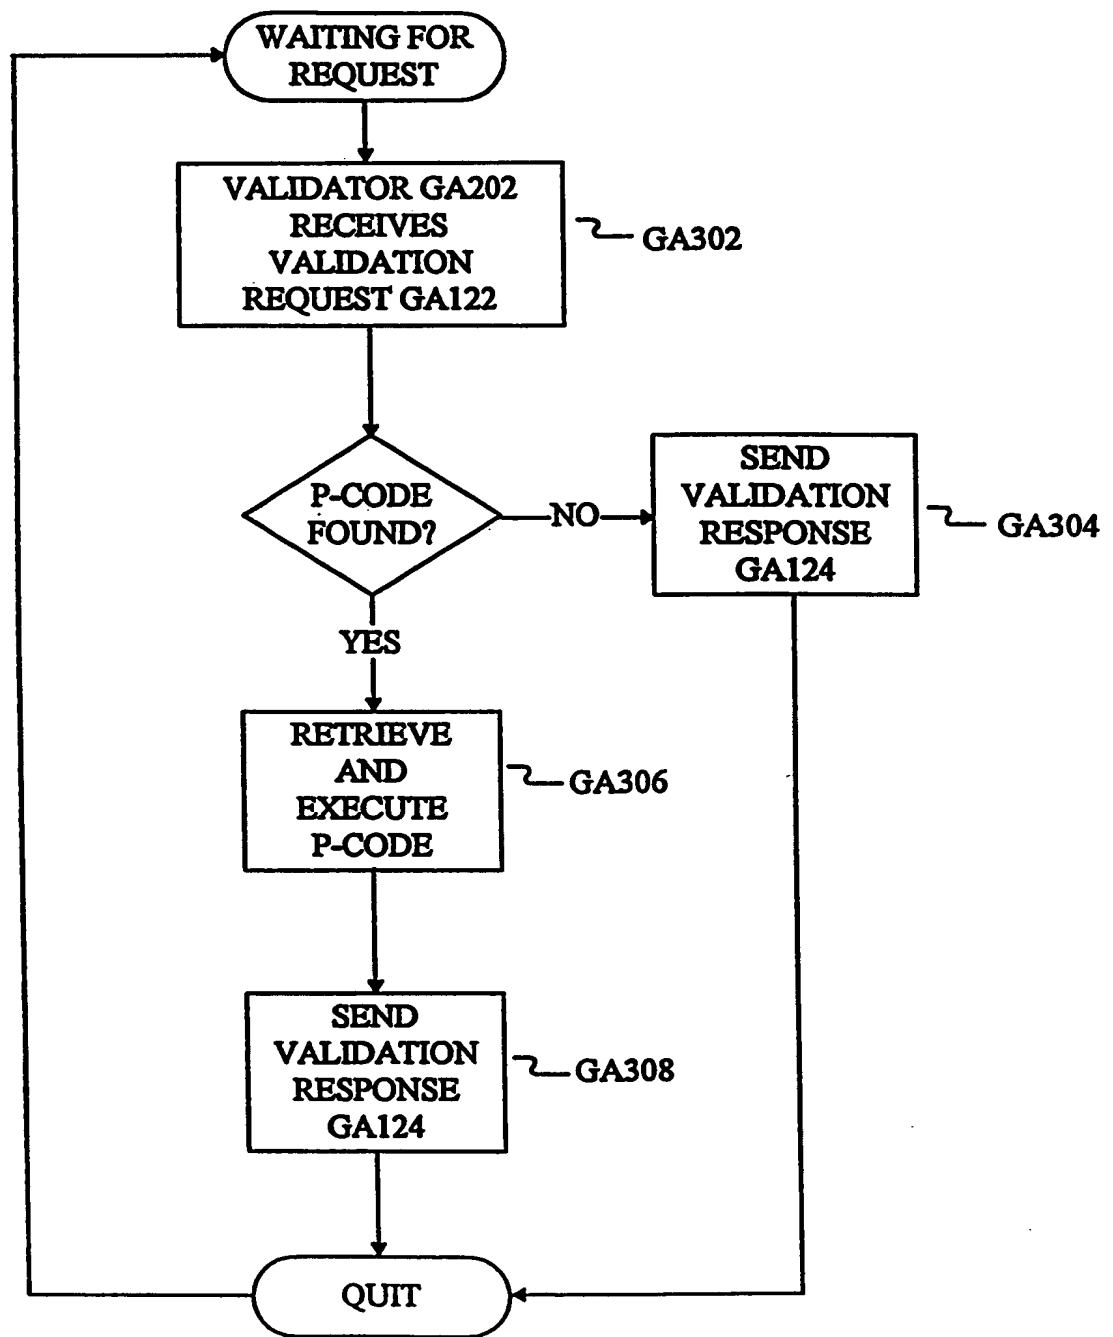 WAITING FOR
REQUEST
VALIDATOR GA202
RECEIVES
VALIDATION
REQUEST GA122
GA302
P-CODE
FOUND?
NO
SEND
VALIDATION
RESPONSE
GA124
GA304
YES
RETRIEVE
AND
EXECUTE
P-CODE
GA306
SEND
VALIDATION
RESPONSE
GA124
GA308
QUIT